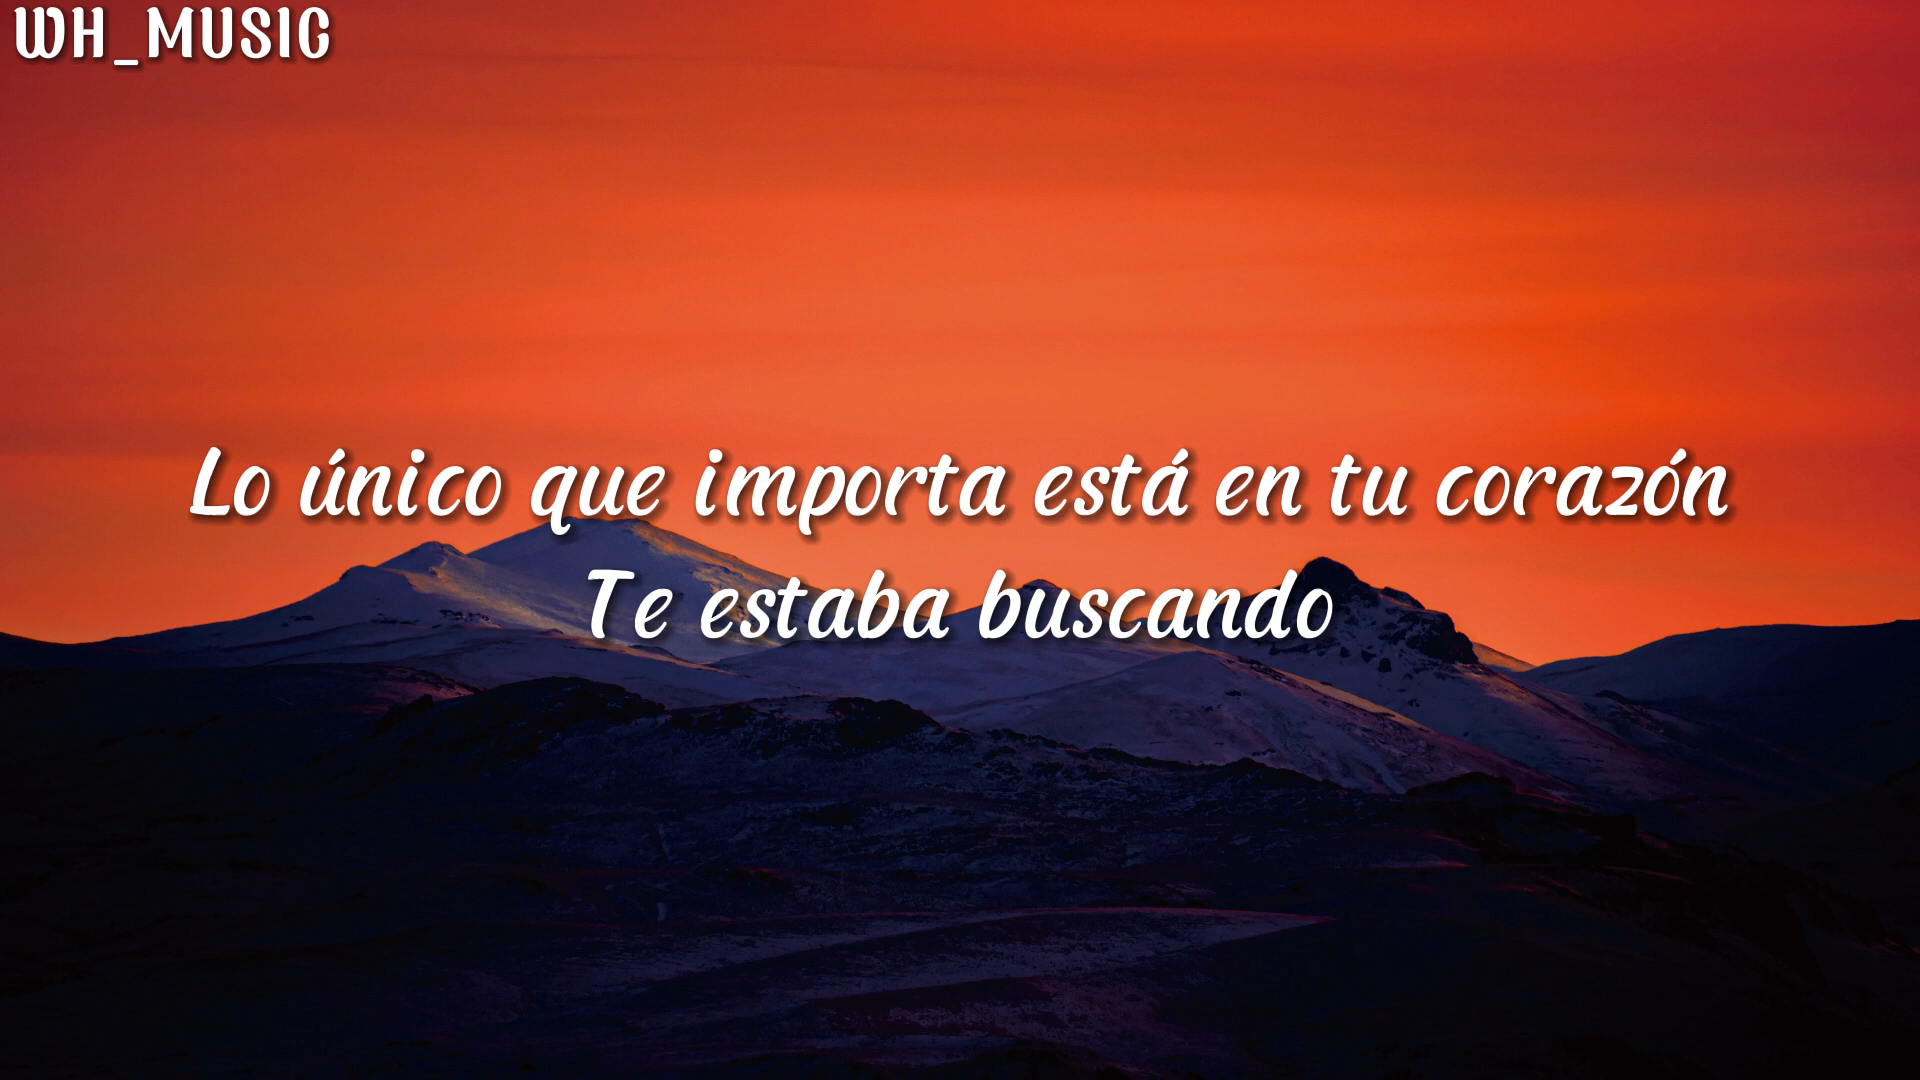 WH_MUSIC
Lo único que importa está en tu corazón
Te estaba buscando